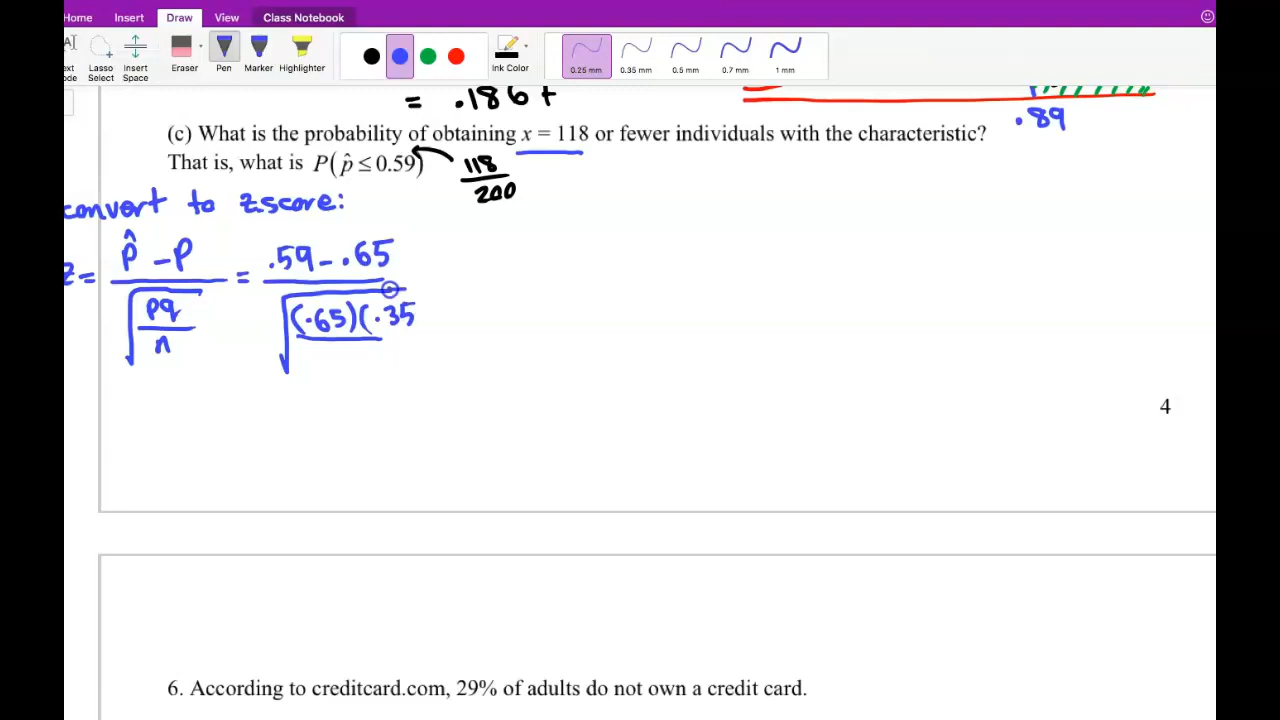 Home Insert Draw View Class Notebook
Lasso Select Insert Space Eraser Pen Marker Highlighter Ink Color 0.25 mm 0.35 mm 0.5 mm 0.7 mm 1 mm
= .186+
.89
(c) What is the probability of obtaining x = 118 or fewer individuals with the characteristic?
That is, what is P(p̂ ≤ 0.59) 118/200
convert to z score:
z = p̂ - p / √(pq/n) = .59 - .65 / √(.65)(.35
4
6. According to creditcard.com, 29% of adults do not own a credit card.